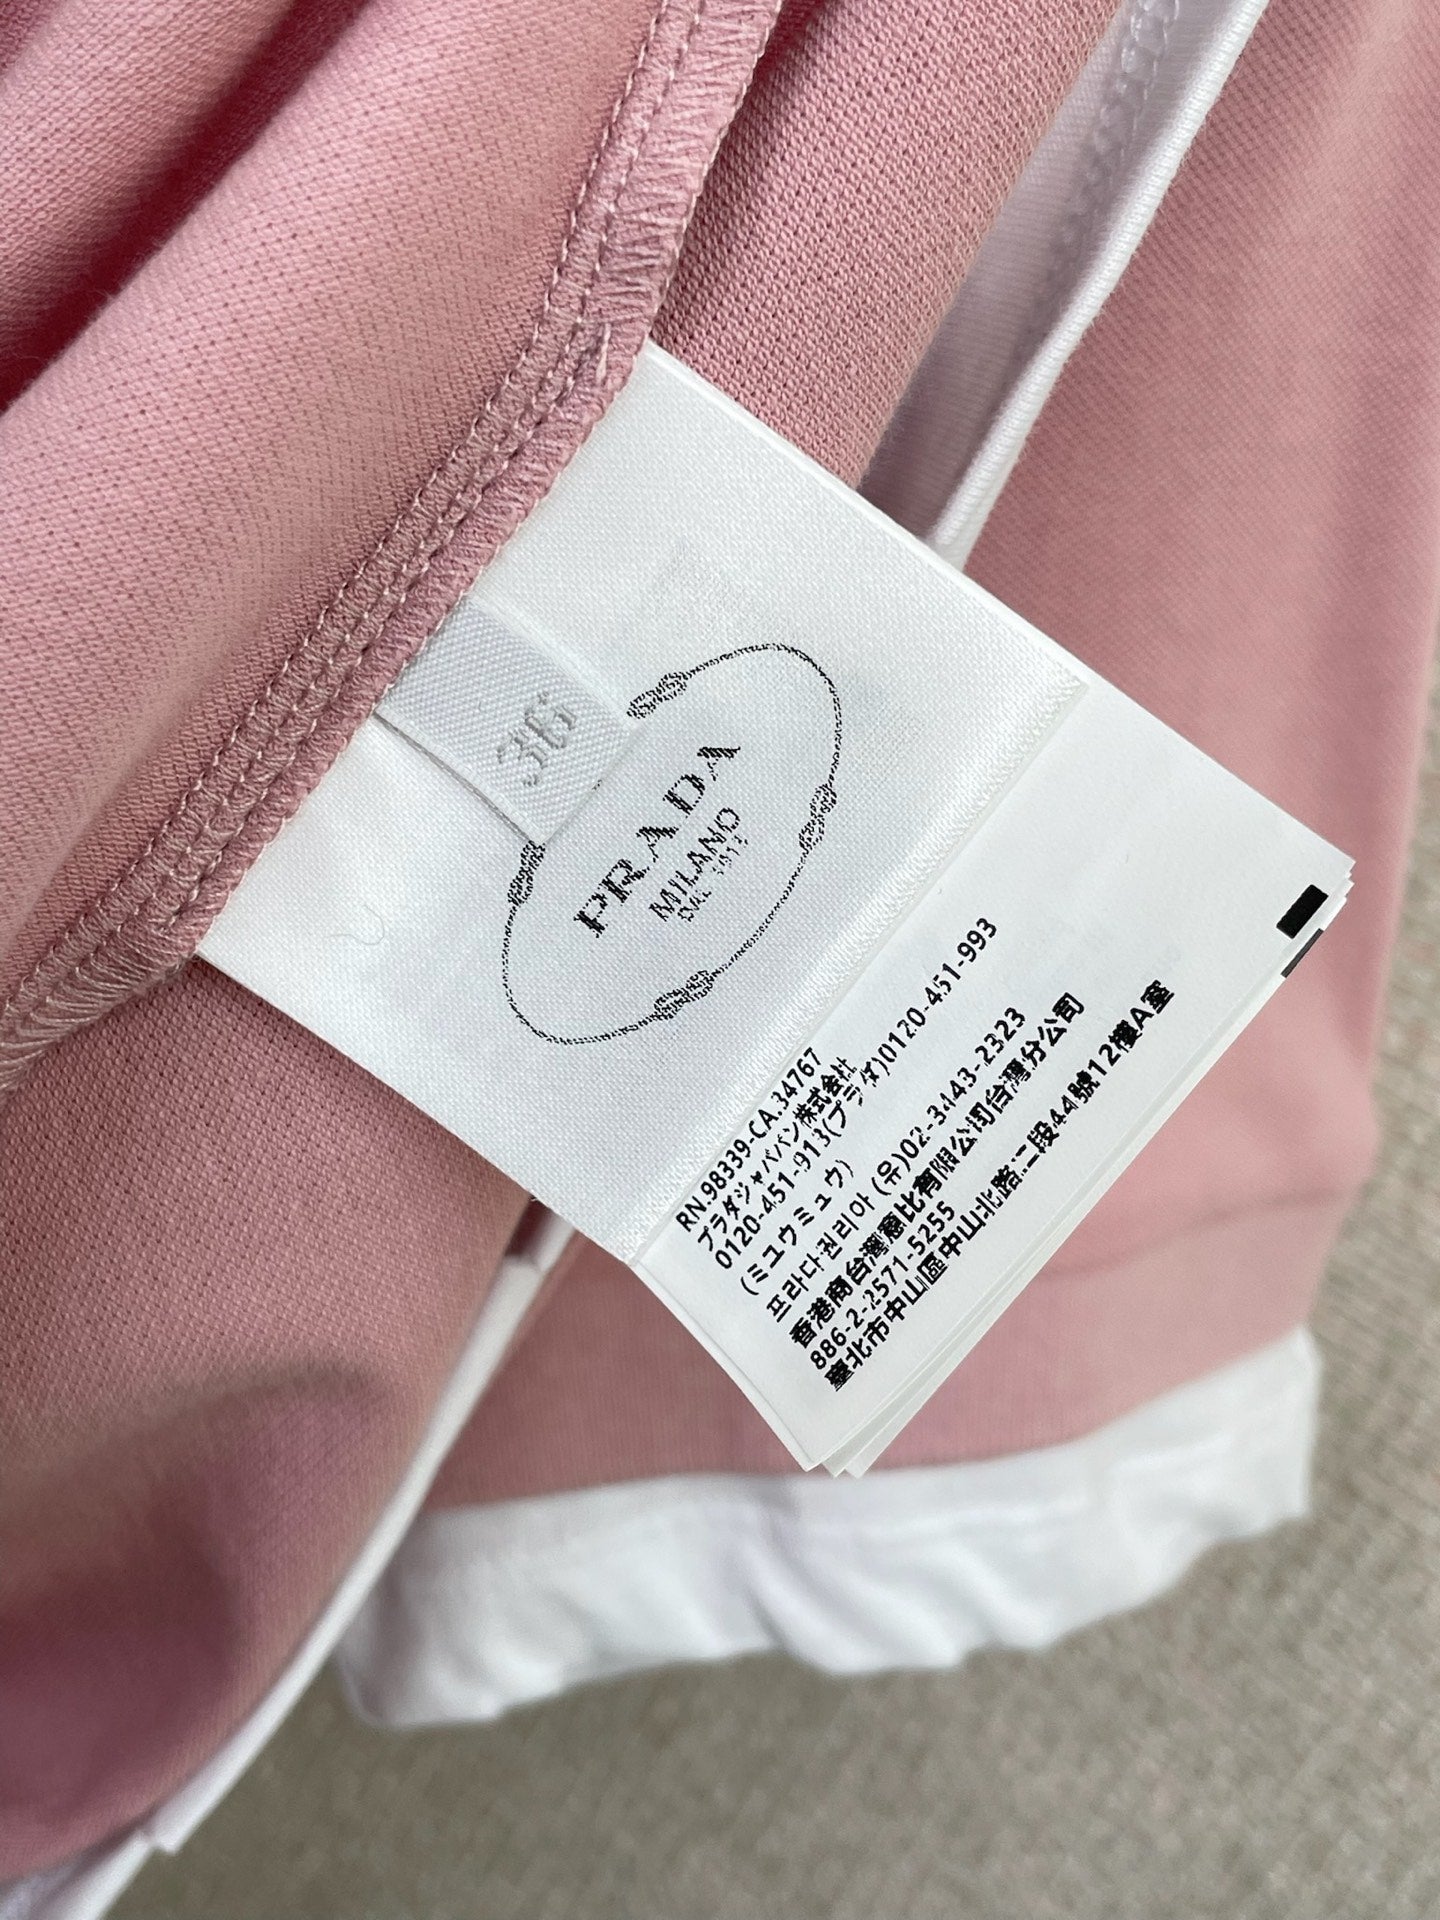 36
PRADA
MILANO
DAL 1913
RN.98339-CA.34767
プラダジャパン株式会社
0120-451-913(プラダ)0120-451-993
(ミュウミュウ)
프라다코리아 (유)02-3443-2323
香港商台灣慧比有限公司台灣分公司
886-2-2571-5255
臺北市中山區中山北路二段44號12樓A室